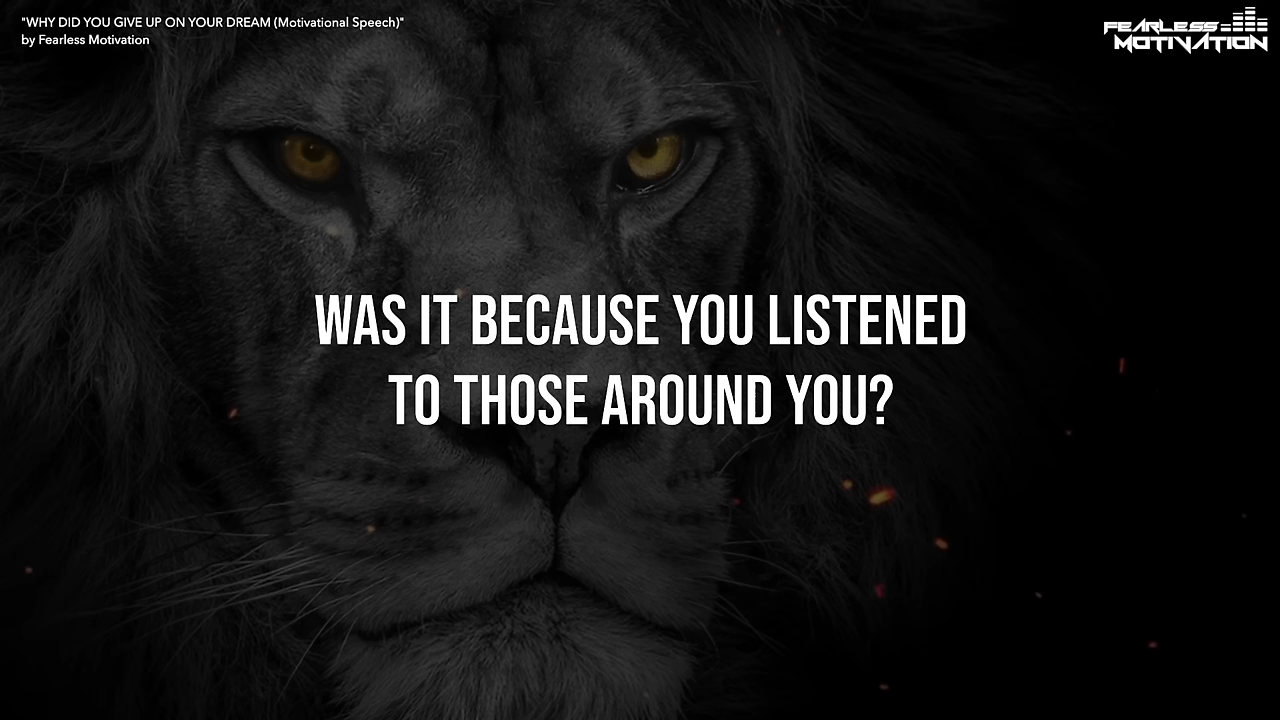 "WHY DID YOU GIVE UP ON YOUR DREAM (Motivational Speech)"
by Fearless Motivation
FEARLESS
MOTIVATION
WAS IT BECAUSE YOU LISTENED
TO THOSE AROUND YOU?